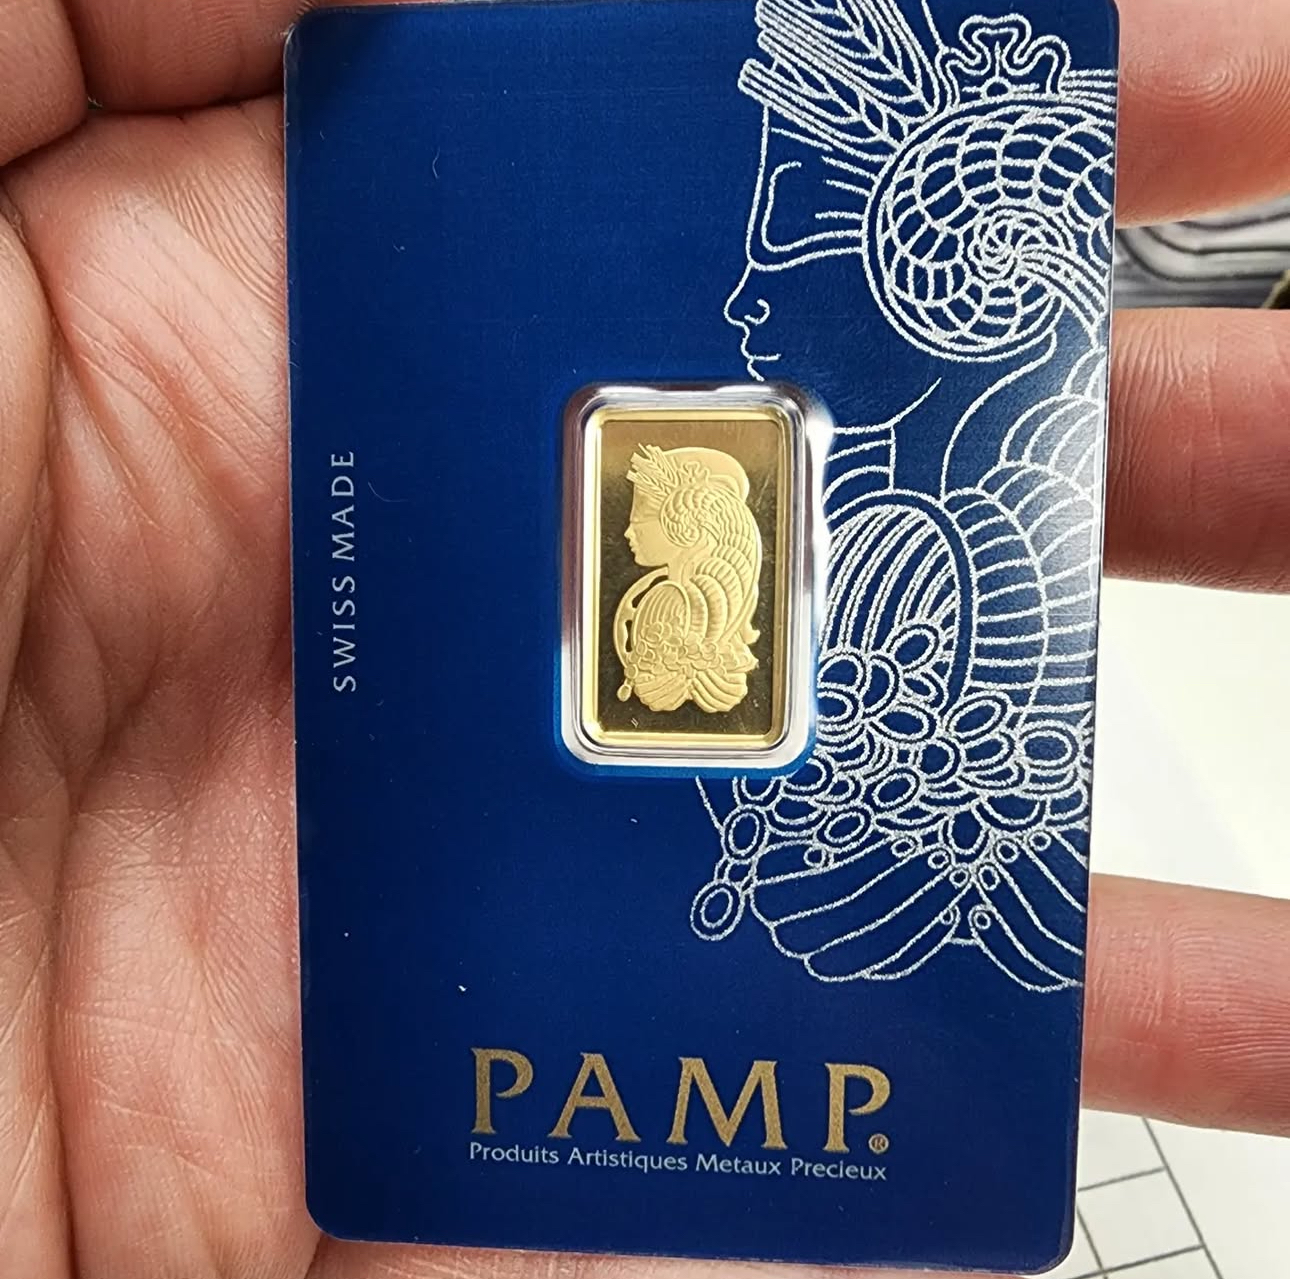 SWISS MADE
PAMP®
Produits Artistiques Metaux Precieux